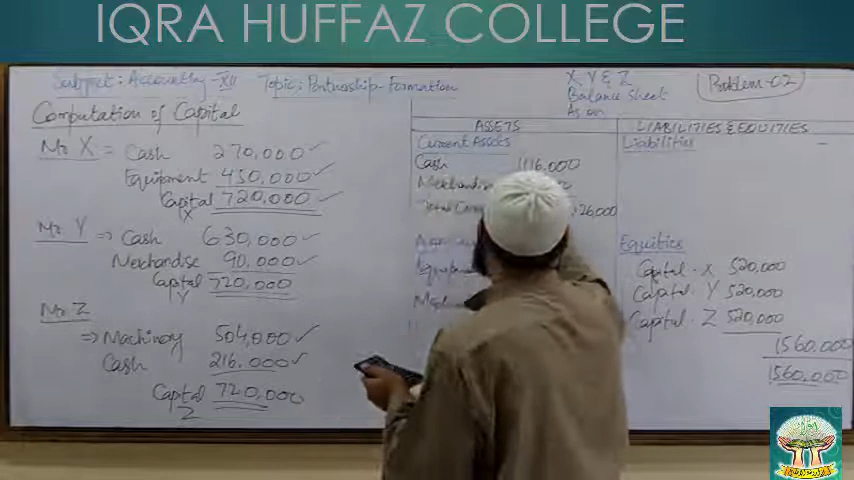 IQRA HUFFAZ COLLEGE
Subject: Accounting-XII Topic: Partnership-Formation
X, Y & Z
Balance Sheet
As on
Problem-02
Computation of Capital
Mr X = Cash 270,000 ✓
Equipment 450,000 ✓
Capital X 720,000
Mr Y ⇒ Cash 630,000 ✓
Merchandise 90,000 ✓
Capital Y 720,000
Mr Z
⇒ Machinery 504,000 ✓
Cash 216,000 ✓
Capital Z 720,000
ASSETS
Current Assets
Cash 1116,000
LIABILITIES & EQUITIES
Liabilities –
Equities
Capital - X 520,000
Capital - Y 520,000
Capital - Z 520,000
1560,000
1560,000